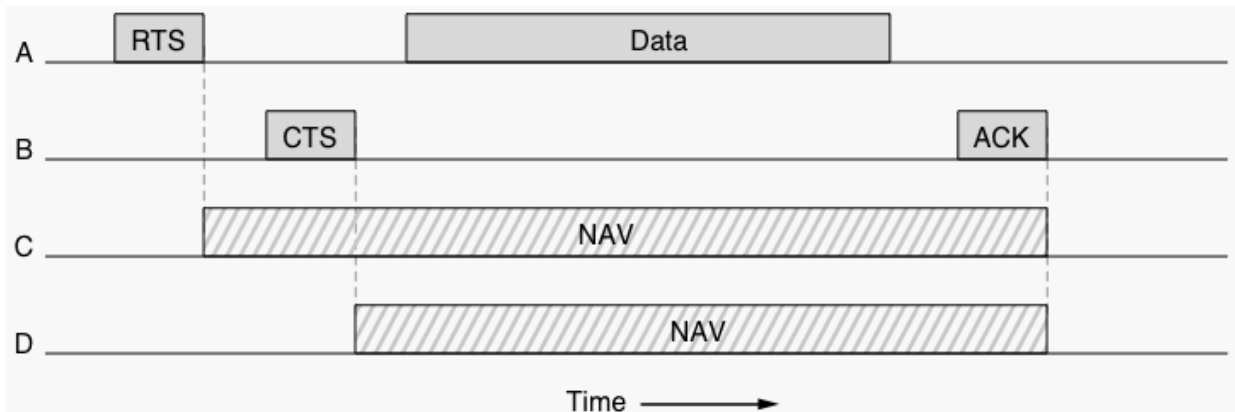 A RTS Data
B CTS ACK
C NAV
D NAV
Time